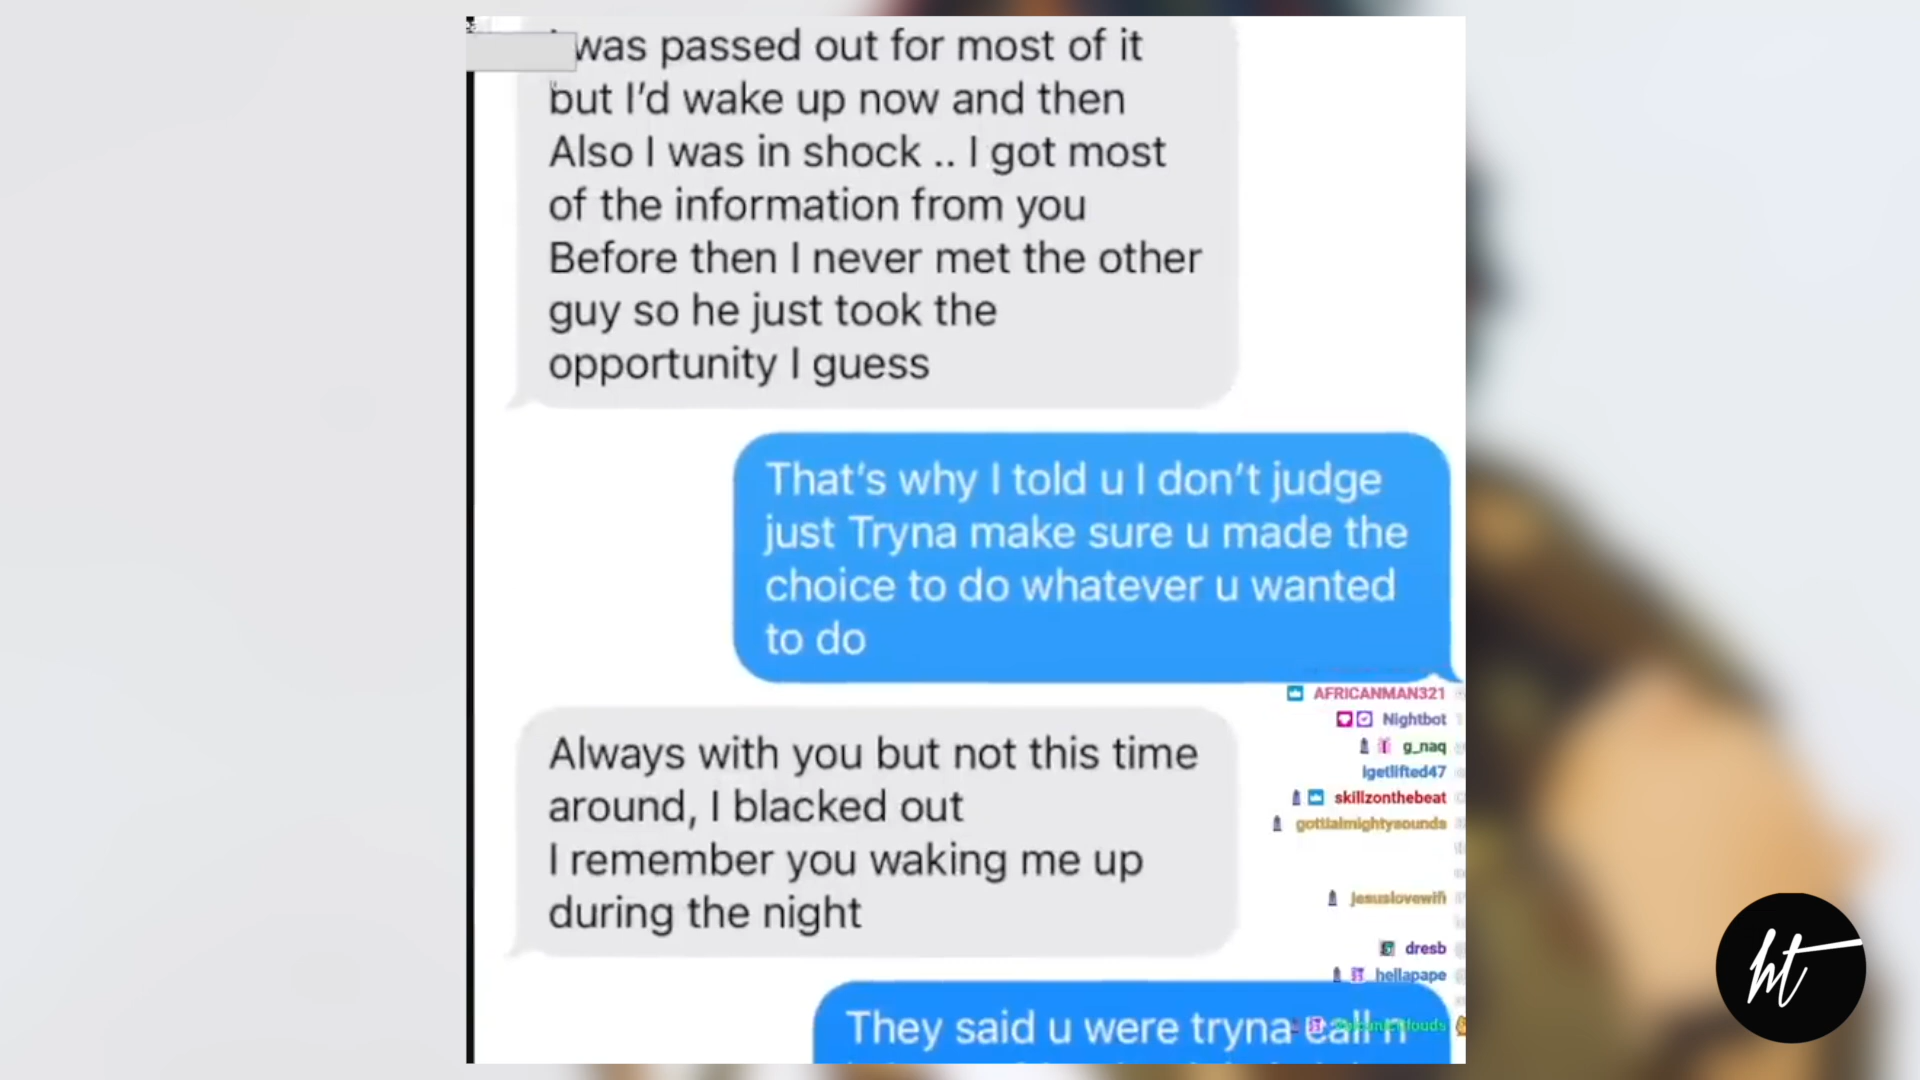 was passed out for most of it
but I'd wake up now and then
Also I was in shock .. I got most
of the information from you
Before then I never met the other
guy so he just took the
opportunity I guess
That's why I told u I don't judge
just Tryna make sure u made the
choice to do whatever u wanted
to do
AFRICANMAN321
Nightbot
g_naq
Always with you but not this time
around, I blacked out
I remember you waking me up
during the night
igetlifted47
skillzonthebeat
gottialmightysounds
jesuslovewifi
dresb
hellapape
They said u were tryna call n
ht